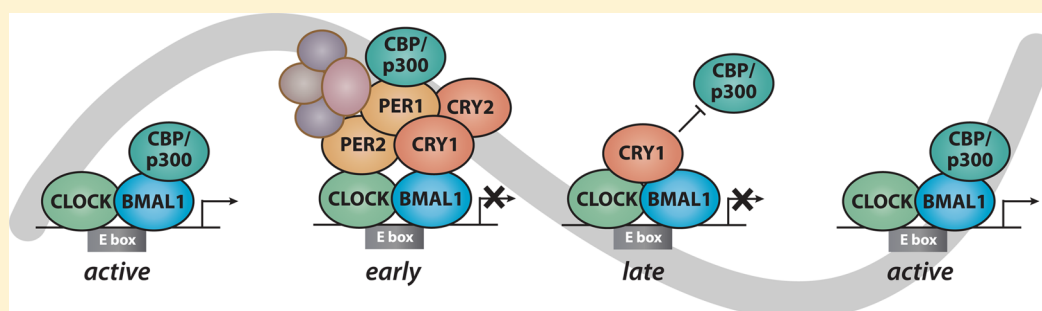 CBP/
p300
CLOCK
BMAL1
E box
active
CBP/
p300
PER1
CRY2
PER2
CRY1
CLOCK
BMAL1
E box
early
CBP/
p300
CRY1
CLOCK
BMAL1
E box
late
CBP/
p300
CLOCK
BMAL1
E box
active